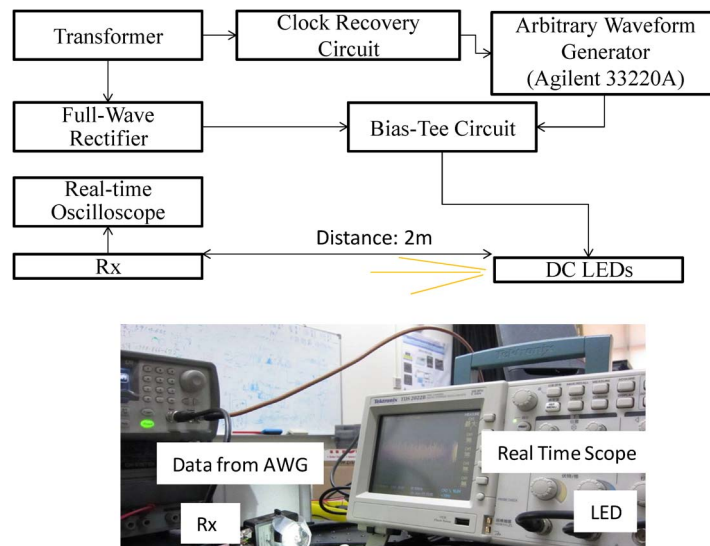 Transformer
Clock Recovery
Circuit
Arbitrary Waveform
Generator
(Agilent 33220A)
Full-Wave
Rectifier
Bias-Tee Circuit
Real-time
Oscilloscope
Distance: 2m
Rx
DC LEDs
Tektronix
Data from AWG
Real Time Scope
Rx
LED